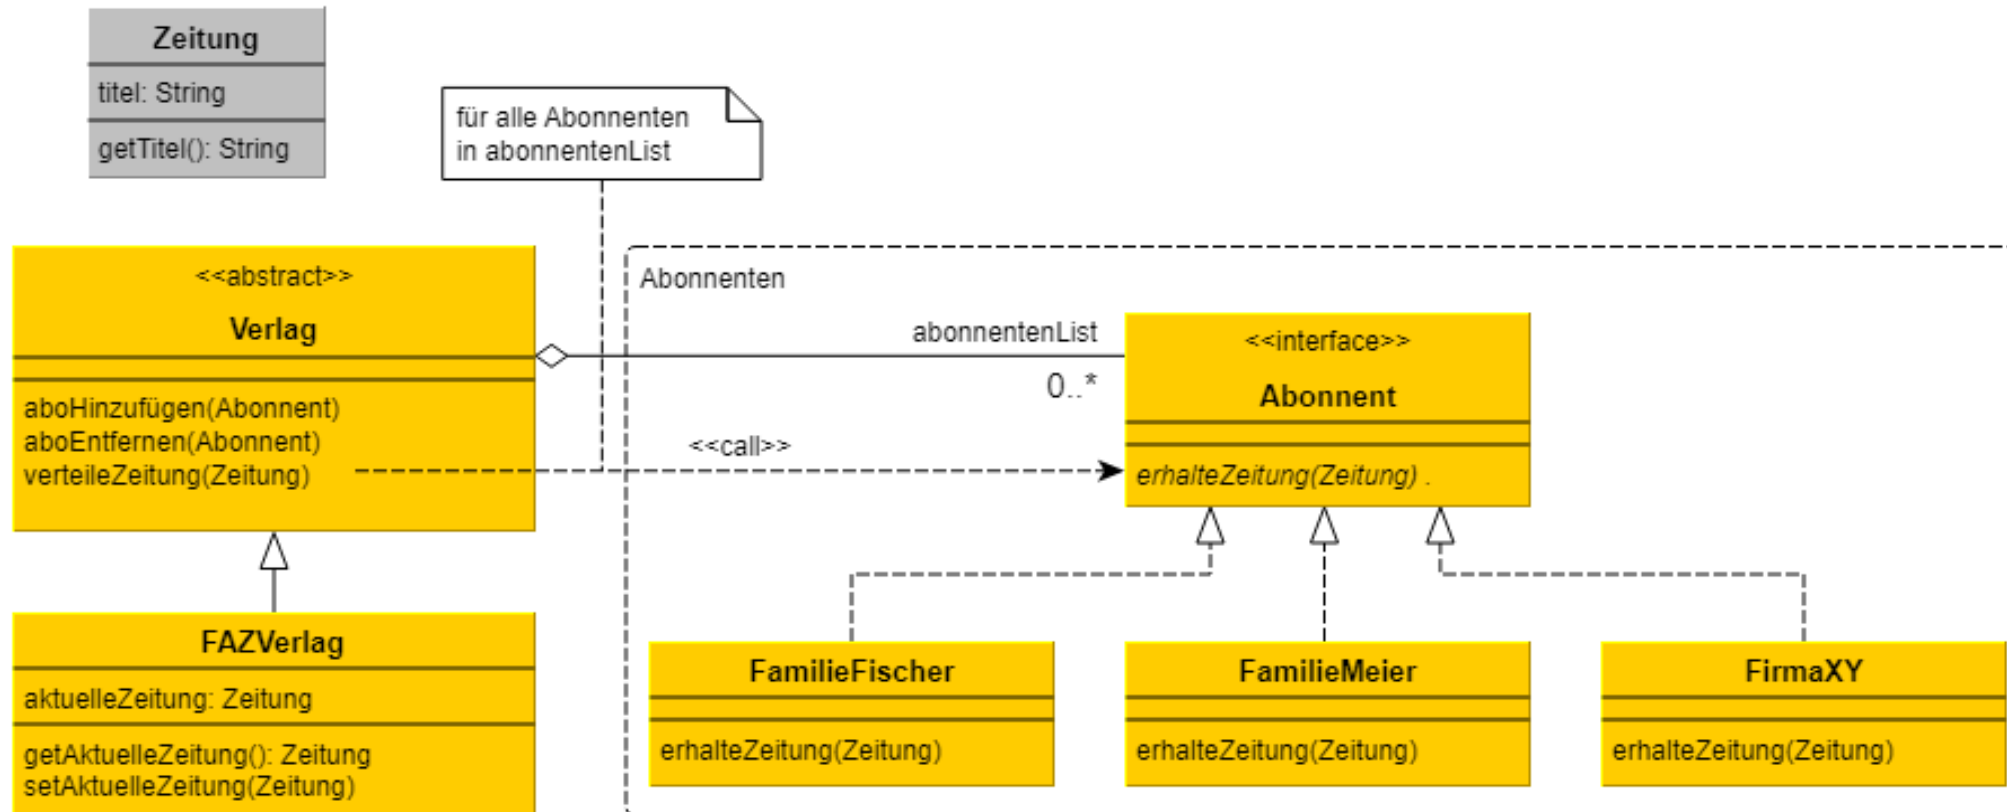 Zeitung
titel: String
getTitel(): String
für alle Abonnenten
in abonnentenList
<<abstract>>
Verlag
aboHinzufügen(Abonnent)
aboEntfernen(Abonnent)
verteileZeitung(Zeitung)
Abonnenten
abonnentenList
0..*
<<call>>
<<interface>>
Abonnent
erhalteZeitung(Zeitung) .
FAZVerlag
aktuelleZeitung: Zeitung
getAktuelleZeitung(): Zeitung
setAktuelleZeitung(Zeitung)
FamilieFischer
erhalteZeitung(Zeitung)
FamilieMeier
erhalteZeitung(Zeitung)
FirmaXY
erhalteZeitung(Zeitung)